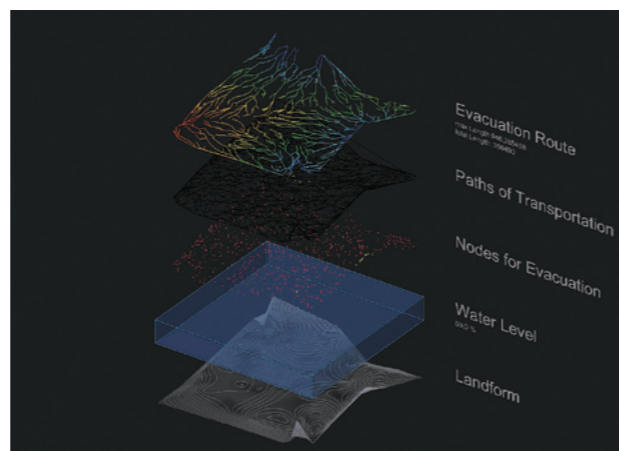 Evacuation Route
Paths of Transportation
Nodes for Evacuation
Water Level
Landform